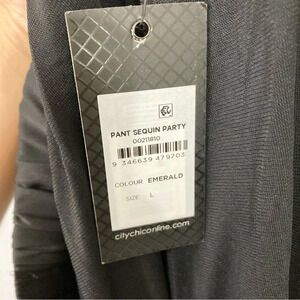 PANT SEQUIN PARTY
00211810
9 346639 479703
COLOUR EMERALD
SIZE L
citychiconline.com